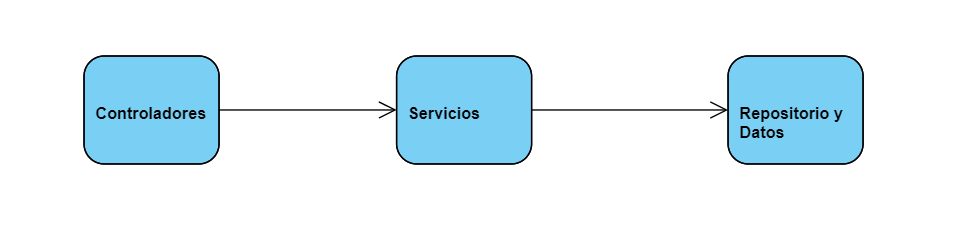 Controladores
Servicios
Repositorio y
Datos